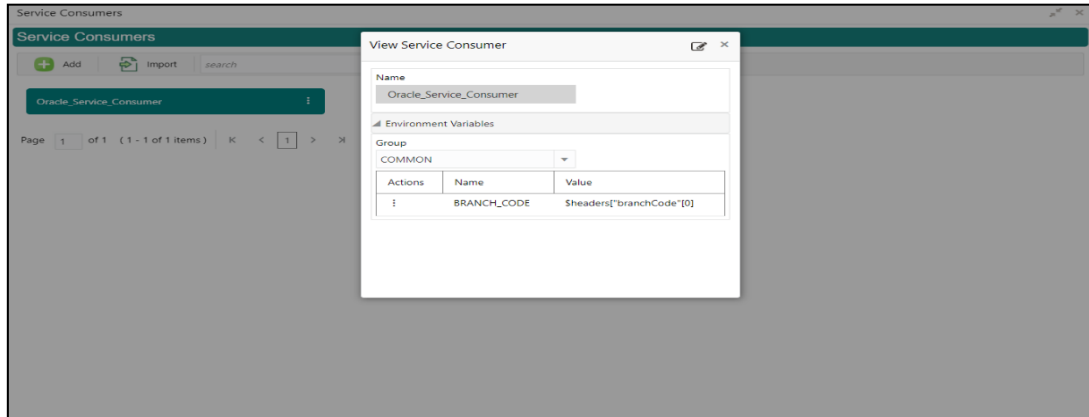 Service Consumers
Service Consumers
Add Import search
Oracle_Service_Consumer
Page 1 of 1 ( 1 - 1 of 1 items ) K < 1 > ЭI
View Service Consumer
Name
Oracle_Service_Consumer
Environment Variables
Group
COMMON
Actions Name Value
BRANCH_CODE $headers["branchCode"[0]